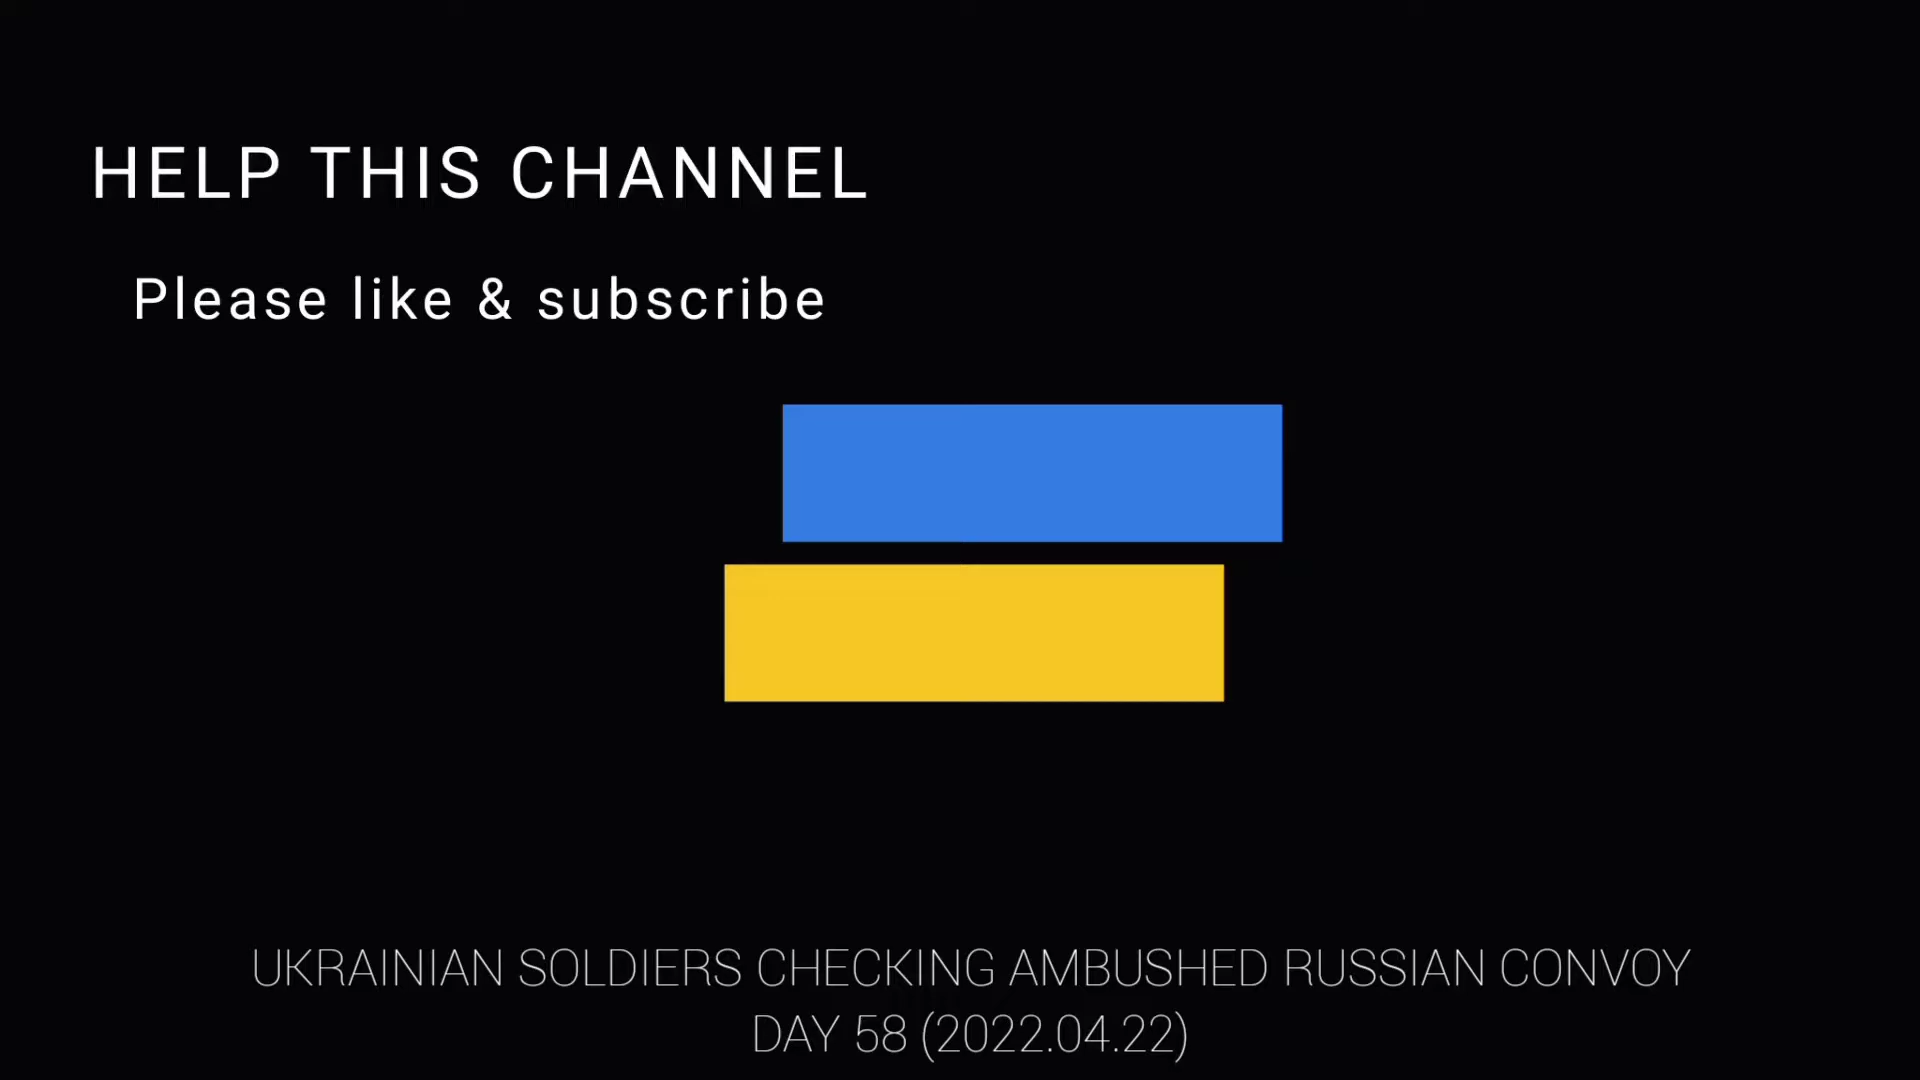 HELP THIS CHANNEL
Please like & subscribe
UKRAINIAN SOLDIERS CHECKING AMBUSHED RUSSIAN CONVOY
DAY 58 (2022.04.22)